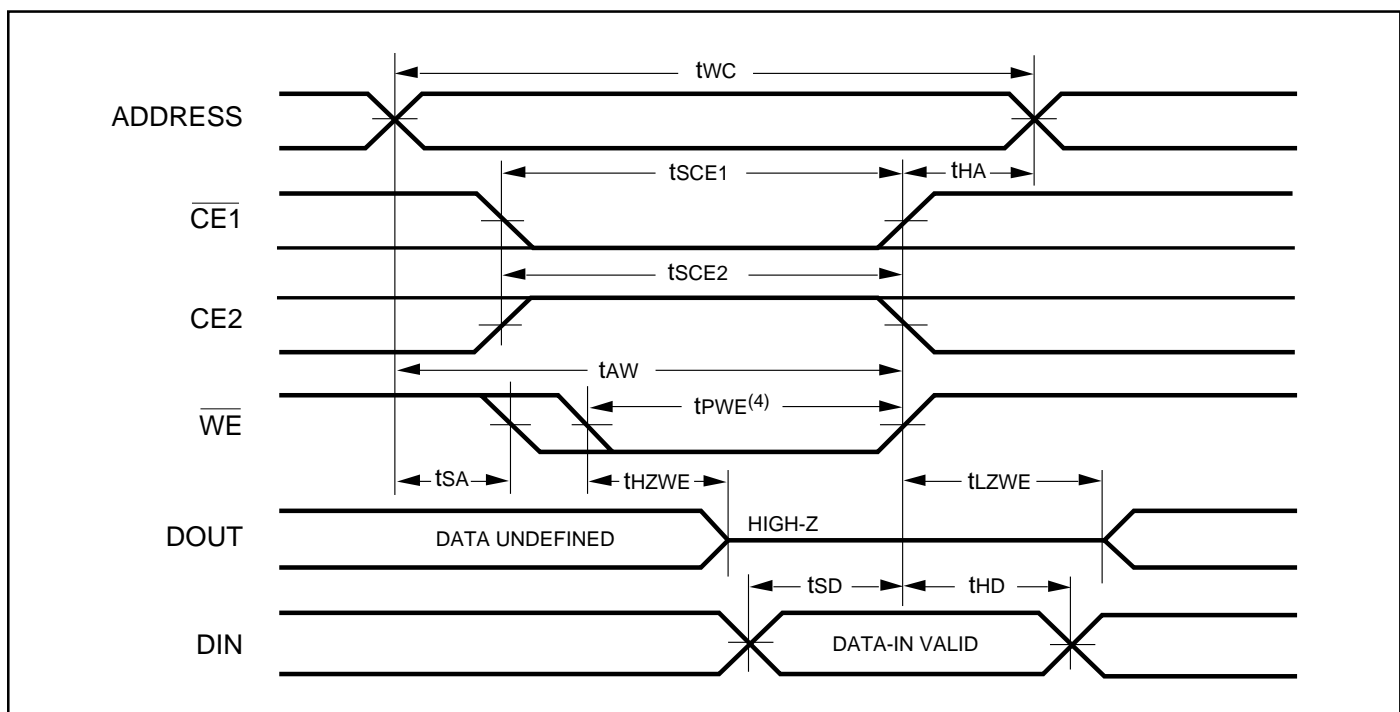 tWC
ADDRESS
tSCE1
tHA
CE1
tSCE2
CE2
tAW
tPWE(4)
WE
tSA
tHZWE
tLZWE
HIGH-Z
DOUT
DATA UNDEFINED
tSD
tHD
DIN
DATA-IN VALID